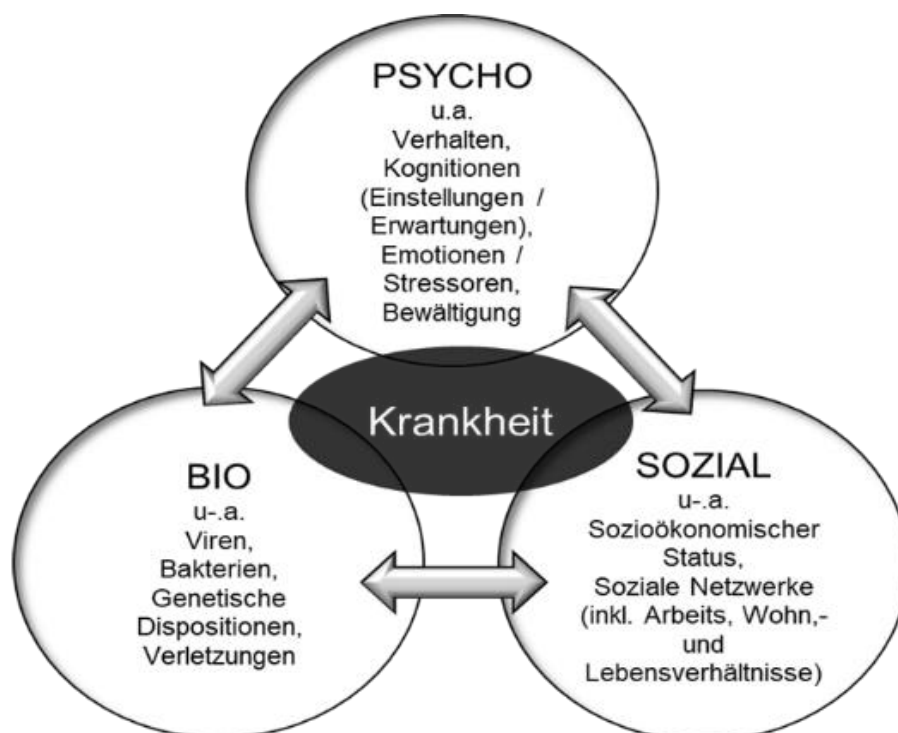 PSYCHO
u.a.
Verhalten,
Kognitionen
(Einstellungen /
Erwartungen),
Emotionen /
Stressoren,
Bewältigung
Krankheit
BIO
u-.a.
Viren,
Bakterien,
Genetische
Dispositionen,
Verletzungen
SOZIAL
u-.a.
Sozioökonomischer
Status,
Soziale Netzwerke
(inkl. Arbeits, Wohn,-
und
Lebensverhältnisse)